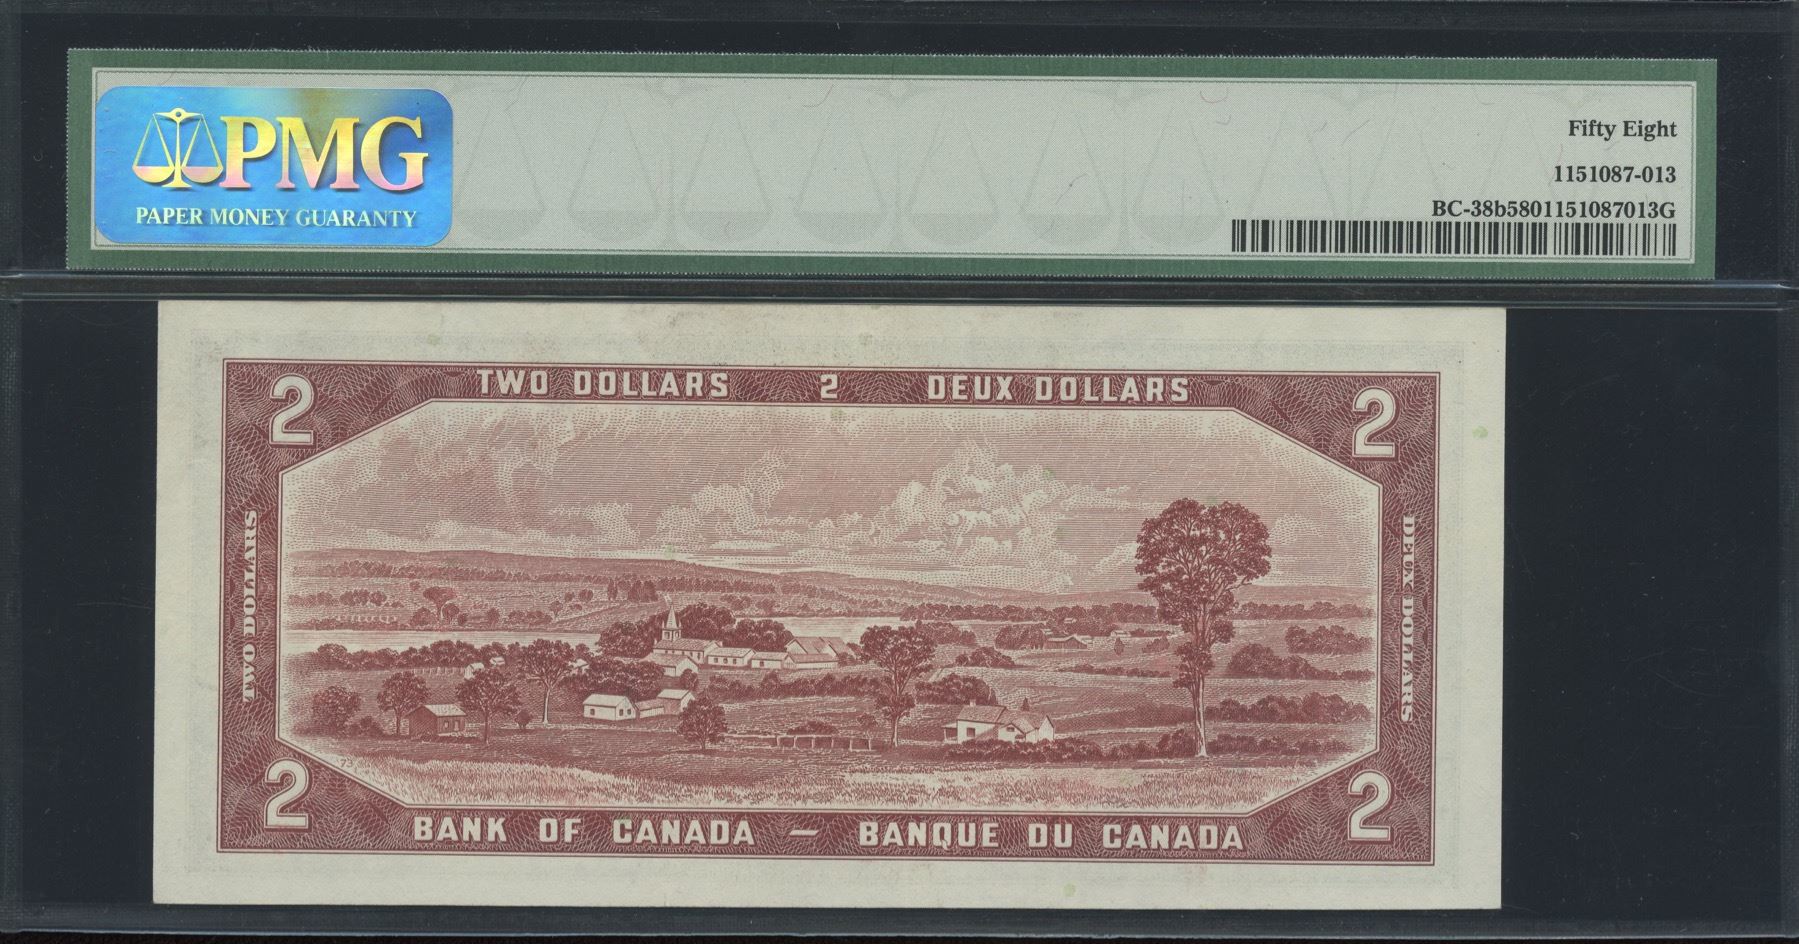 PMG
PAPER MONEY GUARANTY
Fifty Eight
1151087-013
BC-38b5801151087013G
2 TWO DOLLARS 2 DEUX DOLLARS 2
TWO DOLLARS
DEUX DOLLARS
73
2 BANK OF CANADA – BANQUE DU CANADA 2